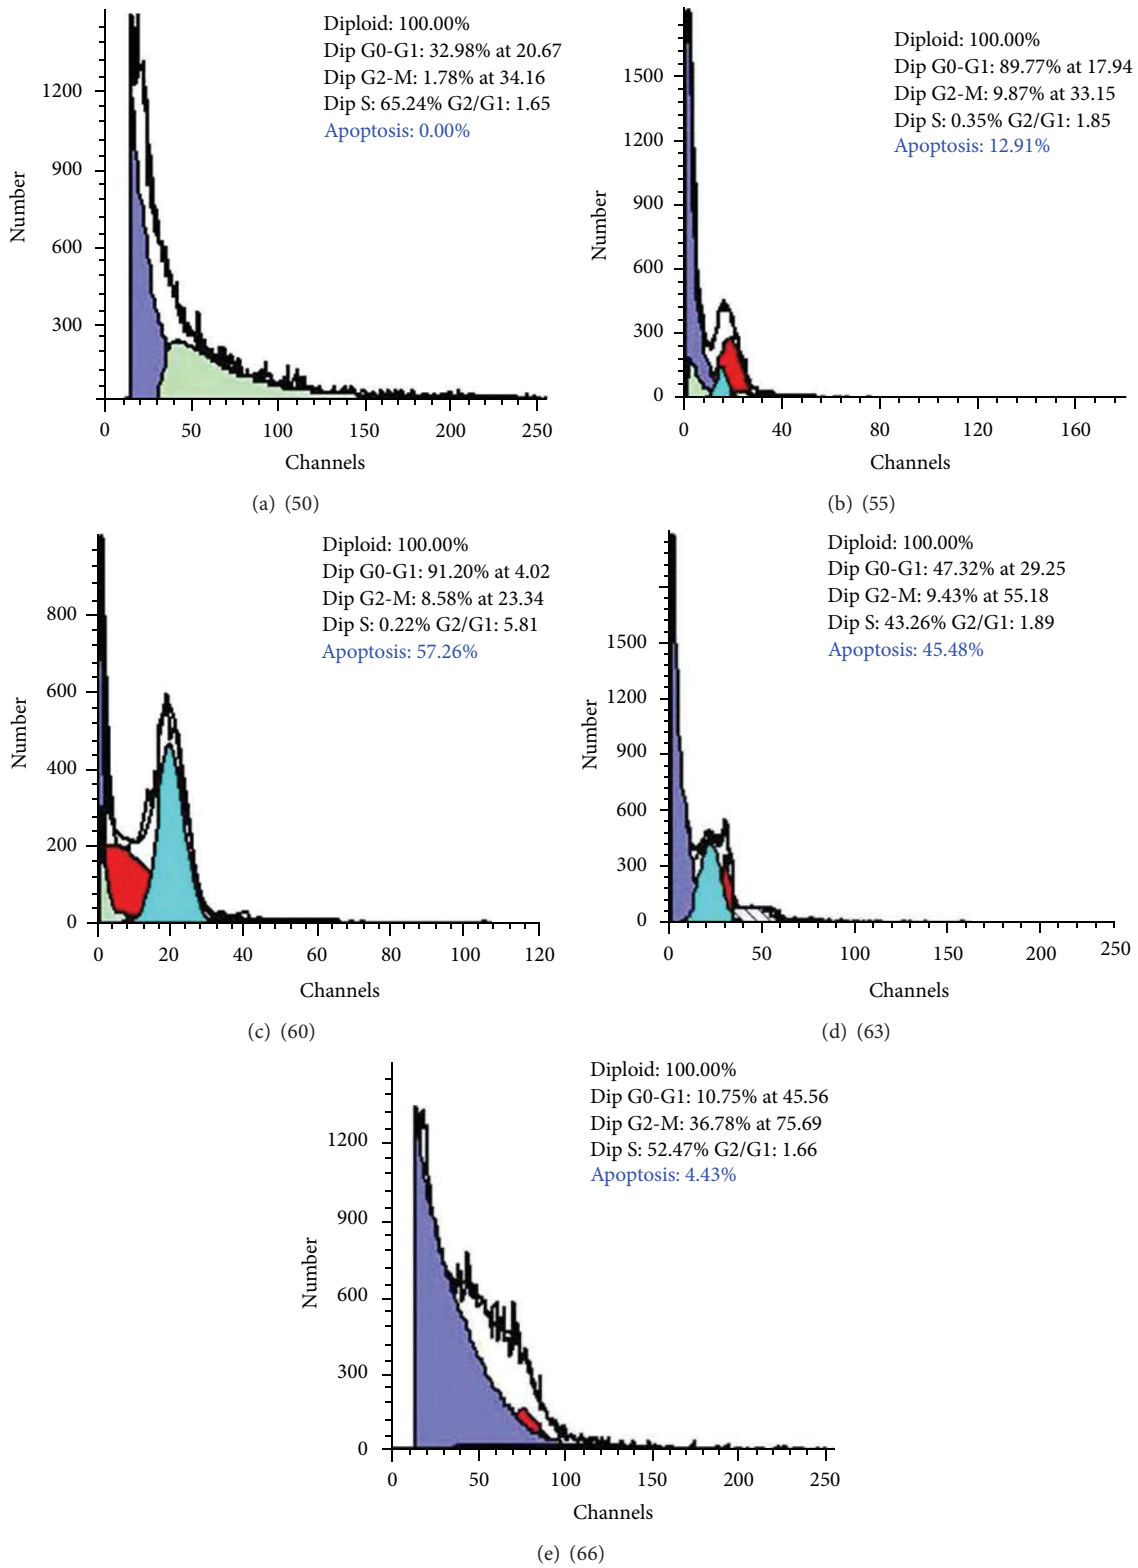 Diploid: 100.00%
Dip G0-G1: 32.98% at 20.67
Dip G2-M: 1.78% at 34.16
Dip S: 65.24% G2/G1: 1.65
Apoptosis: 0.00%
1200
900
600
300
Number
0 50 100 150 200 250
Channels
(a) (50)
Diploid: 100.00%
Dip G0-G1: 89.77% at 17.94
Dip G2-M: 9.87% at 33.15
Dip S: 0.35% G2/G1: 1.85
Apoptosis: 12.91%
1500
1200
900
600
300
0
Number
0 40 80 120 160
Channels
(b) (55)
Diploid: 100.00%
Dip G0-G1: 91.20% at 4.02
Dip G2-M: 8.58% at 23.34
Dip S: 0.22% G2/G1: 5.81
Apoptosis: 57.26%
800
600
400
200
0
Number
0 20 40 60 80 100 120
Channels
(c) (60)
Diploid: 100.00%
Dip G0-G1: 47.32% at 29.25
Dip G2-M: 9.43% at 55.18
Dip S: 43.26% G2/G1: 1.89
Apoptosis: 45.48%
1500
1200
900
600
300
0
Number
0 50 100 150 200 250
Channels
(d) (63)
Diploid: 100.00%
Dip G0-G1: 10.75% at 45.56
Dip G2-M: 36.78% at 75.69
Dip S: 52.47% G2/G1: 1.66
Apoptosis: 4.43%
1200
900
600
300
0
Number
0 50 100 150 200 250
Channels
(e) (66)